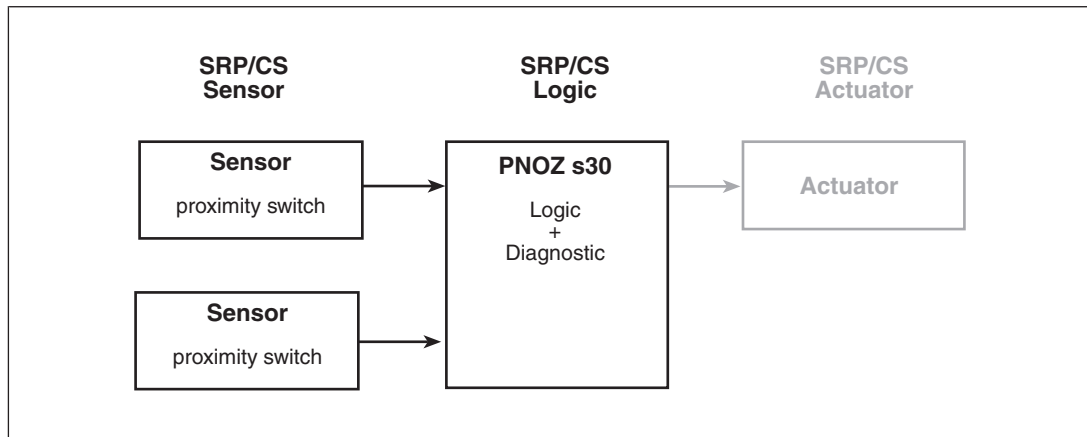 SRP/CS
Sensor
SRP/CS
Logic
SRP/CS
Actuator
Sensor
proximity switch
PNOZ s30
Logic
+
Diagnostic
Actuator
Sensor
proximity switch